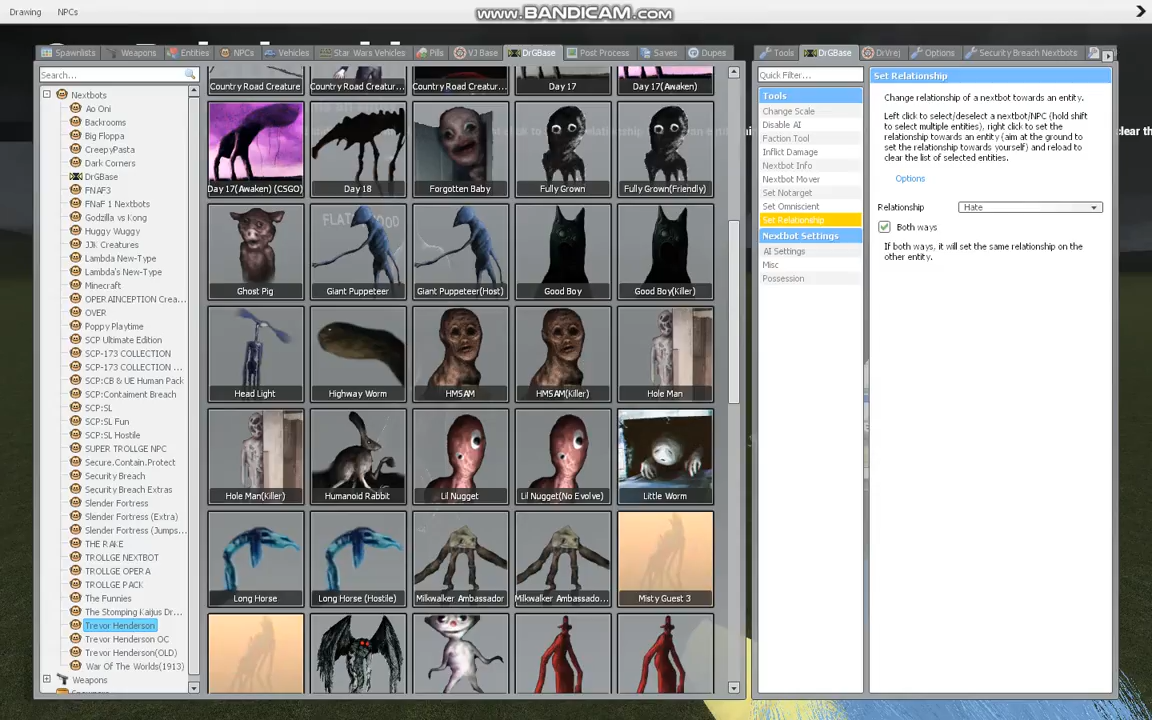 Drawing NPCs
www.BANDICAM.com
Spawnlists Weapons Entities NPCs Vehicles Star Wars Vehicles Pills VJ Base DrGBase Post Process Saves Dupes
Tools DrGBase DrVrej Options Security Breach Nextbots
Search...
Nextbots
Ao Oni
Backrooms
Big Floppa
CreepyPasta
Dark Corners
DrGBase
FNAF3
FNaF 1 Nextbots
Godzilla vs Kong
Huggy Wuggy
JJK Creatures
Lambda New-Type
Lambda's New-Type
Minecraft
OPERAINCEPTION Crea...
OVER
Poppy Playtime
SCP Ultimate Edition
SCP-173 COLLECTION
SCP-173 COLLECTION
SCP:CB & UE Human Pack
SCP:Contaiment Breach
SCP:SL
SCP:SL Fun
SCP:SL Hostile
SUPER TROLLGE NPC
Secure.Contain.Protect
Security Breach
Security Breach Extras
Slender Fortress
Slender Fortress (Extra)
Slender Fortress (Jumps...
THE RAKE
TROLLGE NEXTBOT
TROLLGE OPERA
TROLLGE PACK
The Funnies
The Stomping Kaijus Dr...
Trevor Henderson
Trevor Henderson OC
Trevor Henderson(OLD)
War Of The Worlds(1913)
Weapons
Country Road Creature
Country Road Creatur...
Country Road Creatur...
Day 17
Day 17(Awaken)
Day 17(Awaken) (CSGO)
Day 18
Forgotten Baby
Fully Grown
Fully Grown(Friendly)
Ghost Pig
Giant Puppeteer
Giant Puppeteer(Host)
Good Boy
Good Boy(Killer)
Head Light
Highway Worm
HMSAM
HMSAM(Killer)
Hole Man
Hole Man(Killer)
Humanoid Rabbit
Lil Nugget
Lil Nugget(No Evolve)
Little Worm
Long Horse
Long Horse (Hostile)
Milkwalker Ambassador
Milkwalker Ambassado...
Misty Guest 3
Quick Filter...
Tools
Change Scale
Disable AI
Faction Tool
Inflict Damage
Nextbot Info
Nextbot Mover
Set Notarget
Set Omniscient
Set Relationship
Nextbot Settings
AI Settings
Misc
Possession
Set Relationship
Change relationship of a nextbot towards an entity.
Left click to select/deselect a nextbot/NPC (hold shift
to select multiple entities), right click to set the
relationship towards an entity (aim at the ground to
set the relationship towards yourself) and reload to
clear the list of selected entities.
Options
Relationship Hate
Both ways
If both ways, it will set the same relationship on the
other entity.
clear the